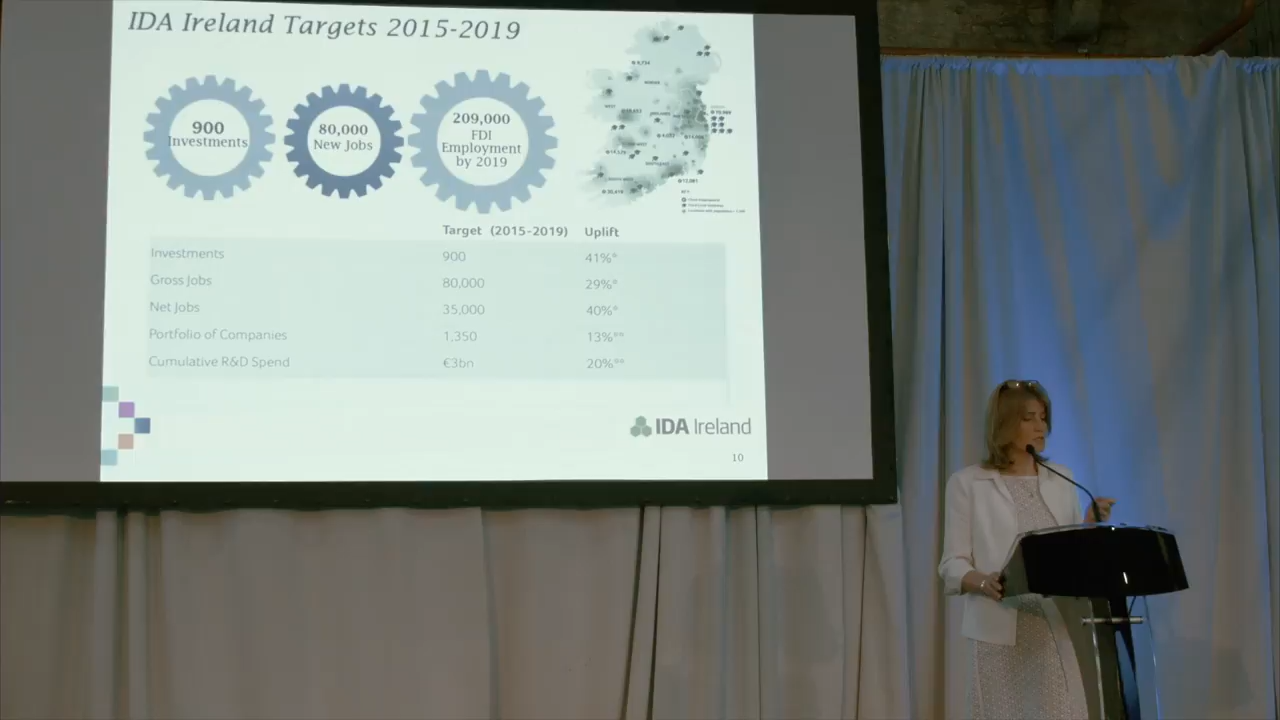 IDA Ireland Targets 2015-2019
900
Investments
80,000
New Jobs
209,000
FDI
Employment
by 2019
Target (2015-2019) Uplift
Investments 900 41%*
Gross Jobs 80,000 29%*
Net Jobs 35,000 40%*
Portfolio of Companies 1,350 13%**
Cumulative R&D Spend €3bn 20%**
IDA Ireland
10